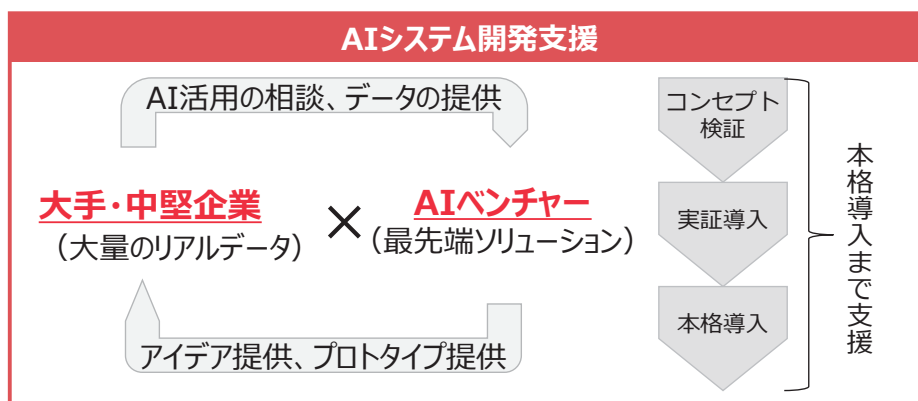 AIシステム開発支援
AI活用の相談、データの提供
大手・中堅企業
(大量のリアルデータ)
×
AIベンチャー
(最先端ソリューション)
アイデア提供、プロトタイプ提供
コンセプト
検証
実証導入
本格導入
本格導入まで支援